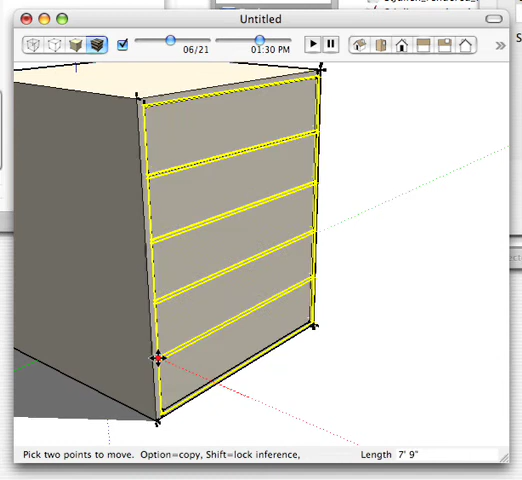 Untitled
06/21
01:30 PM
»
Pick two points to move. Option=copy, Shift=lock inference,
Length 7' 9"